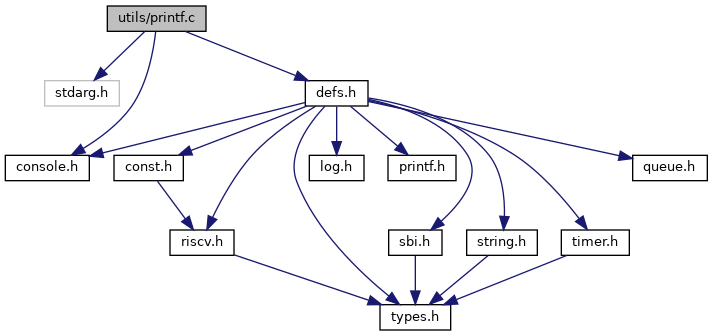 utils/printf.c
stdarg.h
defs.h
console.h
const.h
log.h
printf.h
queue.h
riscv.h
sbi.h
string.h
timer.h
types.h